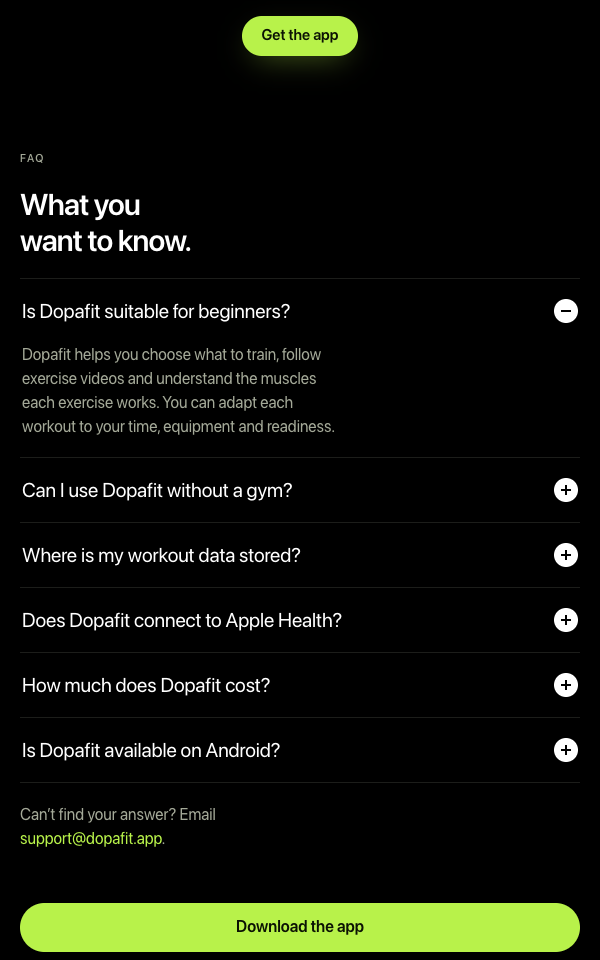 Get the app
FAQ
What you
want to know.
Is Dopafit suitable for beginners?
Dopafit helps you choose what to train, follow
exercise videos and understand the muscles
each exercise works. You can adapt each
workout to your time, equipment and readiness.
Can I use Dopafit without a gym?
Where is my workout data stored?
Does Dopafit connect to Apple Health?
How much does Dopafit cost?
Is Dopafit available on Android?
Can’t find your answer? Email
support@dopafit.app.
Download the app